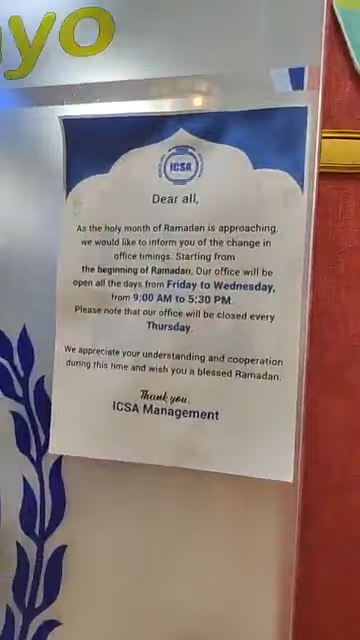 yo
ICSA
Dear all,
As the holy month of Ramadan is approaching,
we would like to inform you of the change in
office timings. Starting from
the beginning of Ramadan, Our office will be
open all the days from Friday to Wednesday,
from 9:00 AM to 5:30 PM.
Please note that our office will be closed every
Thursday.
We appreciate your understanding and cooperation
during this time and wish you a blessed Ramadan.
Thank you.
ICSA Management